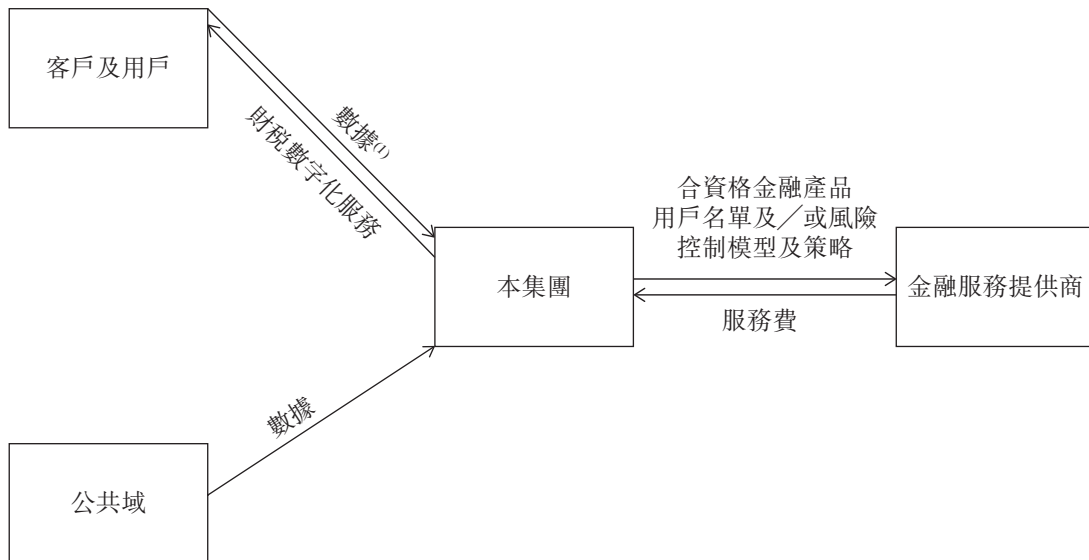 客戶及用戶
數據⁽¹⁾
財税數字化服務
合資格金融產品
用戶名單及／或風險
控制模型及策略
本集團
金融服務提供商
服務費
數據
公共域